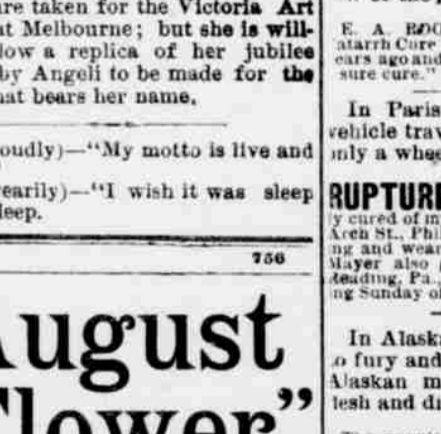 are taken for the Victoria Art
at Melbourne; but she is will-
low a replica of her jubilee
by Angeli to be made for the
hat bears her name.
oudly)—“My motto is live and
earily)—“I wish it was sleep
leep.
756
August
Flower”
E. A. ROO
atarrh Cure
ears ago and
sure cure."
In Paris
vehicle trav
only a whee
RUPTURE
y cured of m
Arch St., Phil
ng and wear
Mayer also
Reading, Pa.,
ng Sunday o
In Alaska
to fury and
Alaskan m
lesh and dr